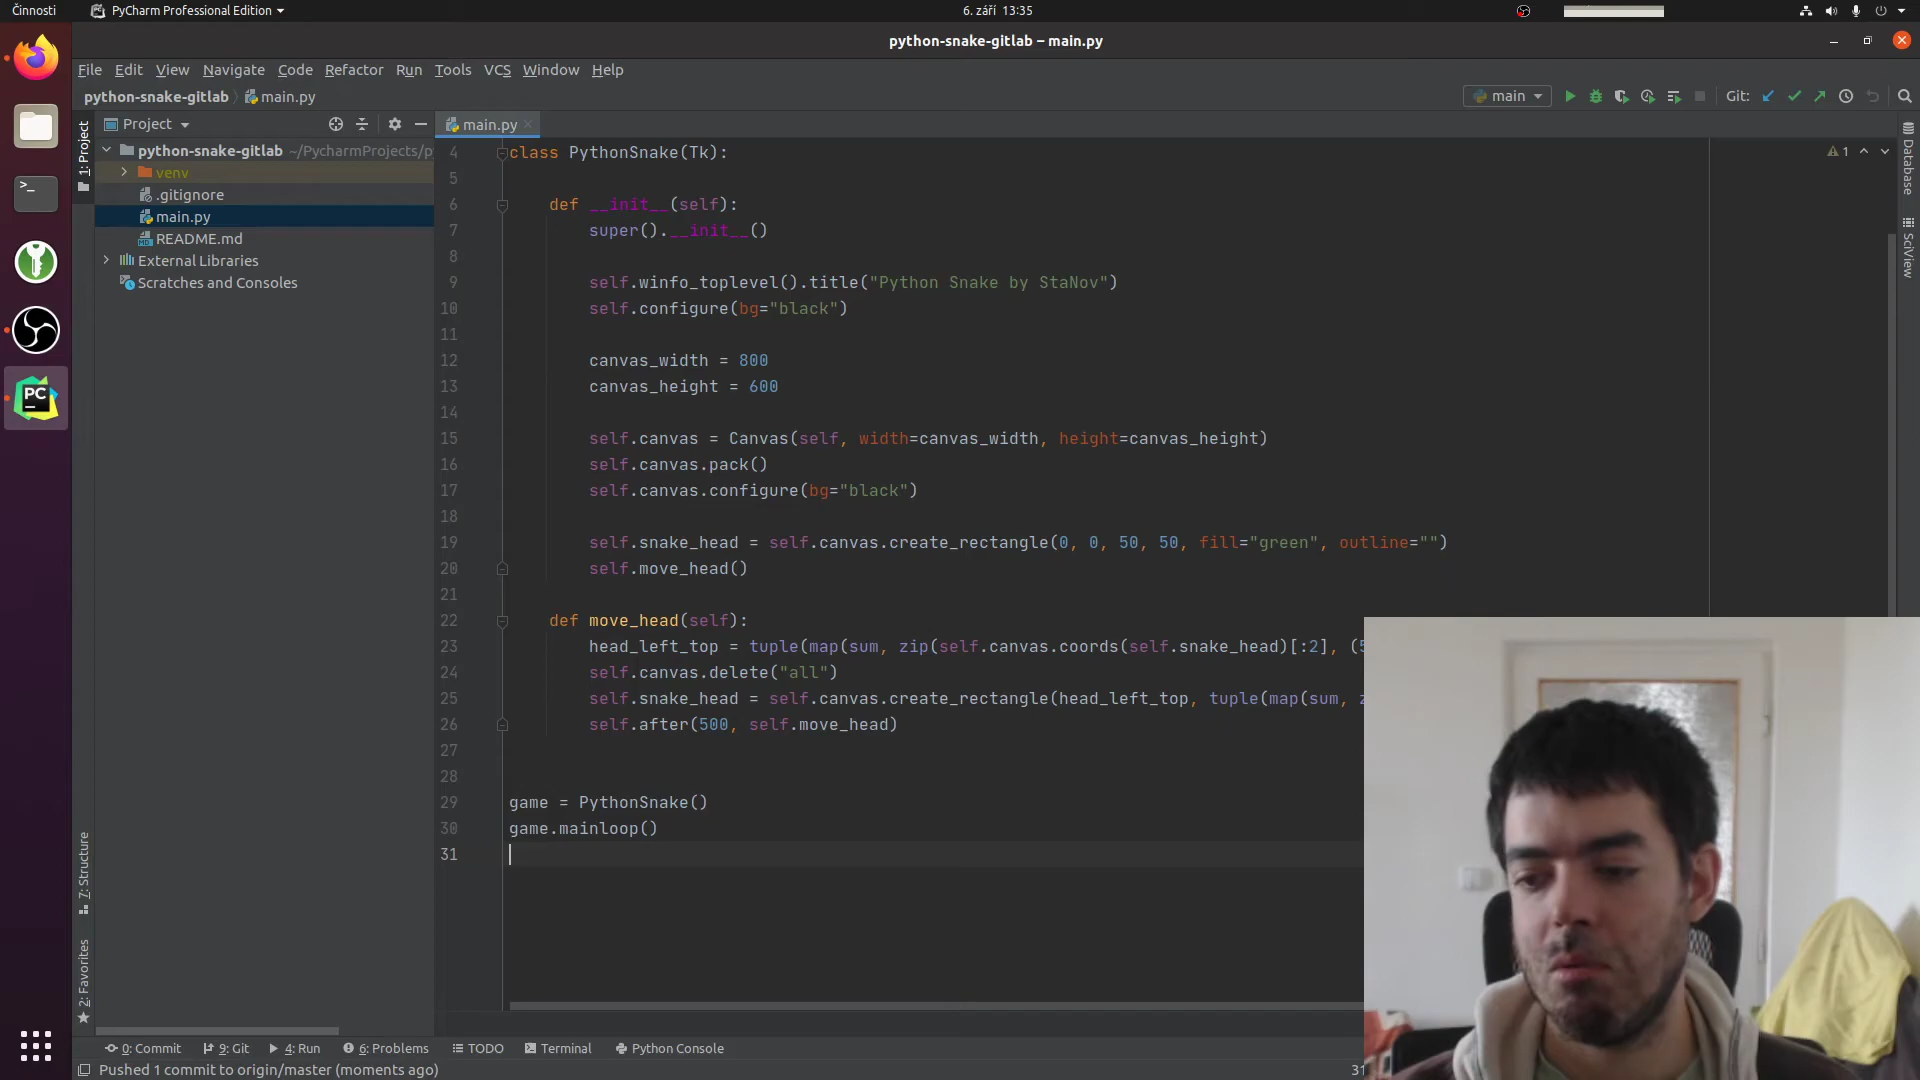 Činnosti
PyCharm Professional Edition
6. září 13:35
python-snake-gitlab – main.py
File Edit View Navigate Code Refactor Run Tools VCS Window Help
python-snake-gitlab main.py
main
Git:
1: Project
Project
main.py
python-snake-gitlab ~/PycharmProjects/p
venv
.gitignore
main.py
README.md
External Libraries
Scratches and Consoles
4 class PythonSnake(Tk):
5
6 def __init__(self):
7 super().__init__()
8
9 self.winfo_toplevel().title("Python Snake by StaNov")
10 self.configure(bg="black")
11
12 canvas_width = 800
13 canvas_height = 600
14
15 self.canvas = Canvas(self, width=canvas_width, height=canvas_height)
16 self.canvas.pack()
17 self.canvas.configure(bg="black")
18
19 self.snake_head = self.canvas.create_rectangle(0, 0, 50, 50, fill="green", outline="")
20 self.move_head()
21
22 def move_head(self):
23 head_left_top = tuple(map(sum, zip(self.canvas.coords(self.snake_head)[:2], (5
24 self.canvas.delete("all")
25 self.snake_head = self.canvas.create_rectangle(head_left_top, tuple(map(sum, z
26 self.after(500, self.move_head)
27
28
29 game = PythonSnake()
30 game.mainloop()
31
1
Database
SciView
7: Structure
2: Favorites
PC
0: Commit 9: Git 4: Run 6: Problems TODO Terminal Python Console
Pushed 1 commit to origin/master (moments ago)
31